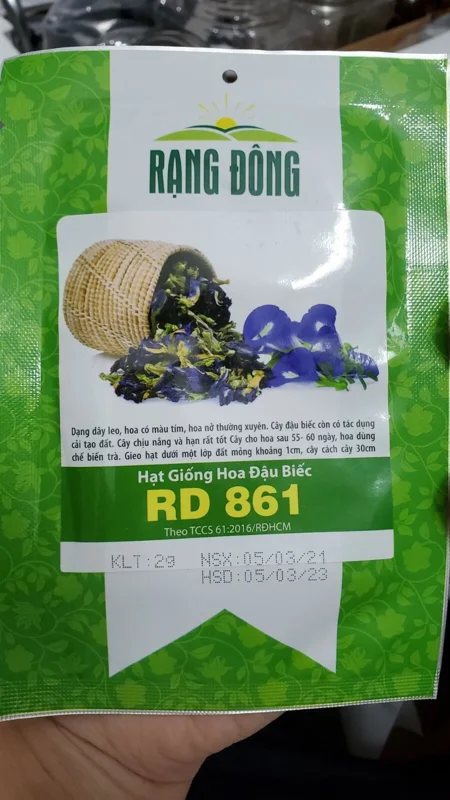 RẠNG ĐÔNG
Dạng dây leo, hoa có màu tím, hoa nở thường xuyên. Cây đậu biếc còn có tác dụng
cải tạo đất. Cây chịu nắng và hạn rất tốt Cây cho hoa sau 55- 60 ngày, hoa dùng
chế biến trà. Gieo hạt dưới một lớp đất mỏng khoảng 1cm, cây cách cây 30cm
Hạt Giống Hoa Đậu Biếc
RD 861
Theo TCCS 61:2016/RĐHCM
KLT:2g NSX:05/03/21
HSD:05/03/23